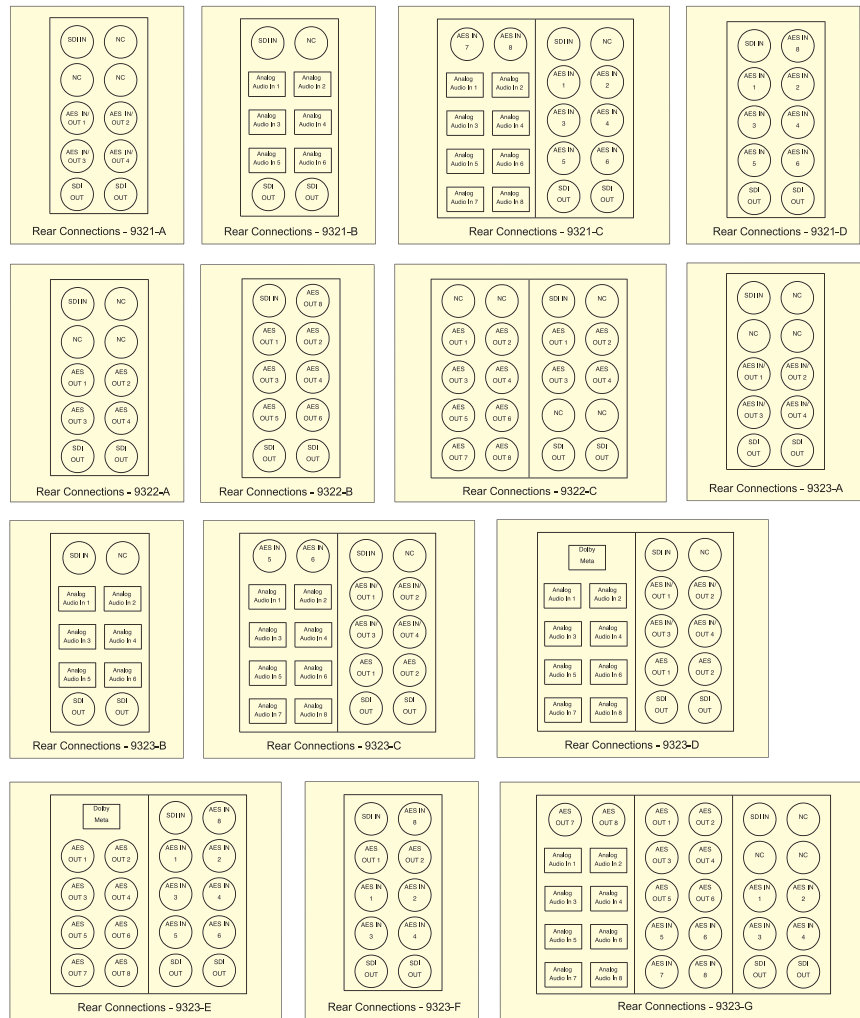 SDI IN NC
NC NC
AES IN/ OUT 1 AES IN/ OUT 2
AES IN/ OUT 3 AES IN/ OUT 4
SDI OUT SDI OUT
Rear Connections - 9321-A
SDI IN NC
Analog Audio In 1 Analog Audio In 2
Analog Audio In 3 Analog Audio In 4
Analog Audio In 5 Analog Audio In 6
SDI OUT SDI OUT
Rear Connections - 9321-B
AES IN 7 AES IN 8 SDI IN NC
Analog Audio In 1 Analog Audio In 2 AES IN 1 AES IN 2
Analog Audio In 3 Analog Audio In 4 AES IN 3 AES IN 4
Analog Audio In 5 Analog Audio In 6 AES IN 5 AES IN 6
Analog Audio In 7 Analog Audio In 8 SDI OUT SDI OUT
Rear Connections - 9321-C
SDI IN AES IN 8
AES IN 1 AES IN 2
AES IN 3 AES IN 4
AES IN 5 AES IN 6
SDI OUT SDI OUT
Rear Connections - 9321-D
SDI IN NC
NC NC
AES OUT 1 AES OUT 2
AES OUT 3 AES OUT 4
SDI OUT SDI OUT
Rear Connections - 9322-A
SDI IN AES OUT 8
AES OUT 1 AES OUT 2
AES OUT 3 AES OUT 4
AES OUT 5 AES OUT 6
SDI OUT SDI OUT
Rear Connections - 9322-B
NC NC SDI IN NC
AES OUT 1 AES OUT 2 AES OUT 1 AES OUT 2
AES OUT 3 AES OUT 4 AES OUT 3 AES OUT 4
AES OUT 5 AES OUT 6 NC NC
AES OUT 7 AES OUT 8 SDI OUT SDI OUT
Rear Connections - 9322-C
SDI IN NC
NC NC
AES IN/ OUT 1 AES IN/ OUT 2
AES IN/ OUT 3 AES IN/ OUT 4
SDI OUT SDI OUT
Rear Connections - 9323-A
SDI IN NC
Analog Audio In 1 Analog Audio In 2
Analog Audio In 3 Analog Audio In 4
Analog Audio In 5 Analog Audio In 6
SDI OUT SDI OUT
Rear Connections - 9323-B
AES IN 5 AES IN 6 SDI IN NC
Analog Audio In 1 Analog Audio In 2 AES IN/ OUT 1 AES IN/ OUT 2
Analog Audio In 3 Analog Audio In 4 AES IN/ OUT 3 AES IN/ OUT 4
Analog Audio In 5 Analog Audio In 6 AES OUT 1 AES OUT 2
Analog Audio In 7 Analog Audio In 8 SDI OUT SDI OUT
Rear Connections - 9323-C
Dolby Meta SDI IN NC
Analog Audio In 1 Analog Audio In 2 AES IN/ OUT 1 AES IN/ OUT 2
Analog Audio In 3 Analog Audio In 4 AES IN/ OUT 3 AES IN/ OUT 4
Analog Audio In 5 Analog Audio In 6 AES OUT 1 AES OUT 2
Analog Audio In 7 Analog Audio In 8 SDI OUT SDI OUT
Rear Connections - 9323-D
Dolby Meta SDI IN AES IN 8
AES OUT 1 AES OUT 2 AES IN 1 AES IN 2
AES OUT 3 AES OUT 4 AES IN 3 AES IN 4
AES OUT 5 AES OUT 6 AES IN 5 AES IN 6
AES OUT 7 AES OUT 8 SDI OUT SDI OUT
Rear Connections - 9323-E
SDI IN AES IN 8
AES OUT 1 AES OUT 2
AES IN 1 AES IN 2
AES IN 3 AES IN 4
SDI OUT SDI OUT
Rear Connections - 9323-F
AES OUT 7 AES OUT 8 AES OUT 1 AES OUT 2 SDI IN NC
Analog Audio In 1 Analog Audio In 2 AES OUT 3 AES OUT 4 NC NC
Analog Audio In 3 Analog Audio In 4 AES OUT 5 AES OUT 6 AES IN 1 AES IN 2
Analog Audio In 5 Analog Audio In 6 AES IN 5 AES IN 6 AES IN 3 AES IN 4
Analog Audio In 7 Analog Audio In 8 AES IN 7 AES IN 8 SDI OUT SDI OUT
Rear Connections - 9323-G